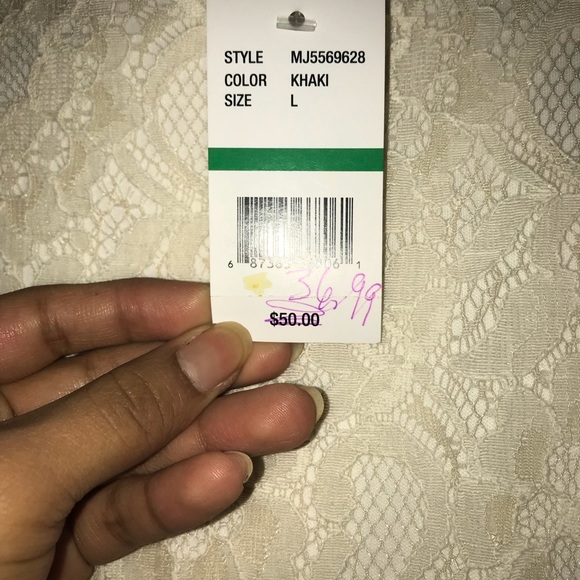 STYLE MJ5569628
COLOR KHAKI
SIZE L
36.99
$50.00